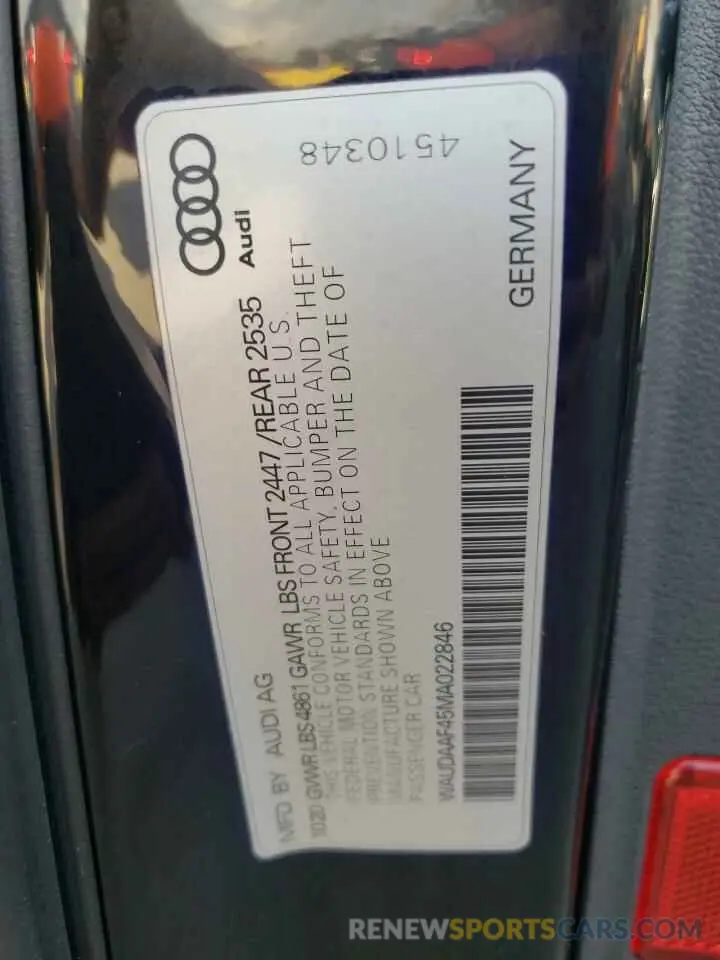 4510348
Audi
MFD BY AUDI AG
1020 GVWR LBS 4861 GAWR LBS FRONT 2447 / REAR 2535
THIS VEHICLE CONFORMS TO ALL APPLICABLE U.S.
FEDERAL MOTOR VEHICLE SAFETY, BUMPER AND THEFT
PREVENTION STANDARDS IN EFFECT ON THE DATE OF
MANUFACTURE SHOWN ABOVE
PASSENGER CAR
WAUDAAF45MA022846
GERMANY
RENEWSPORTSCARS.COM